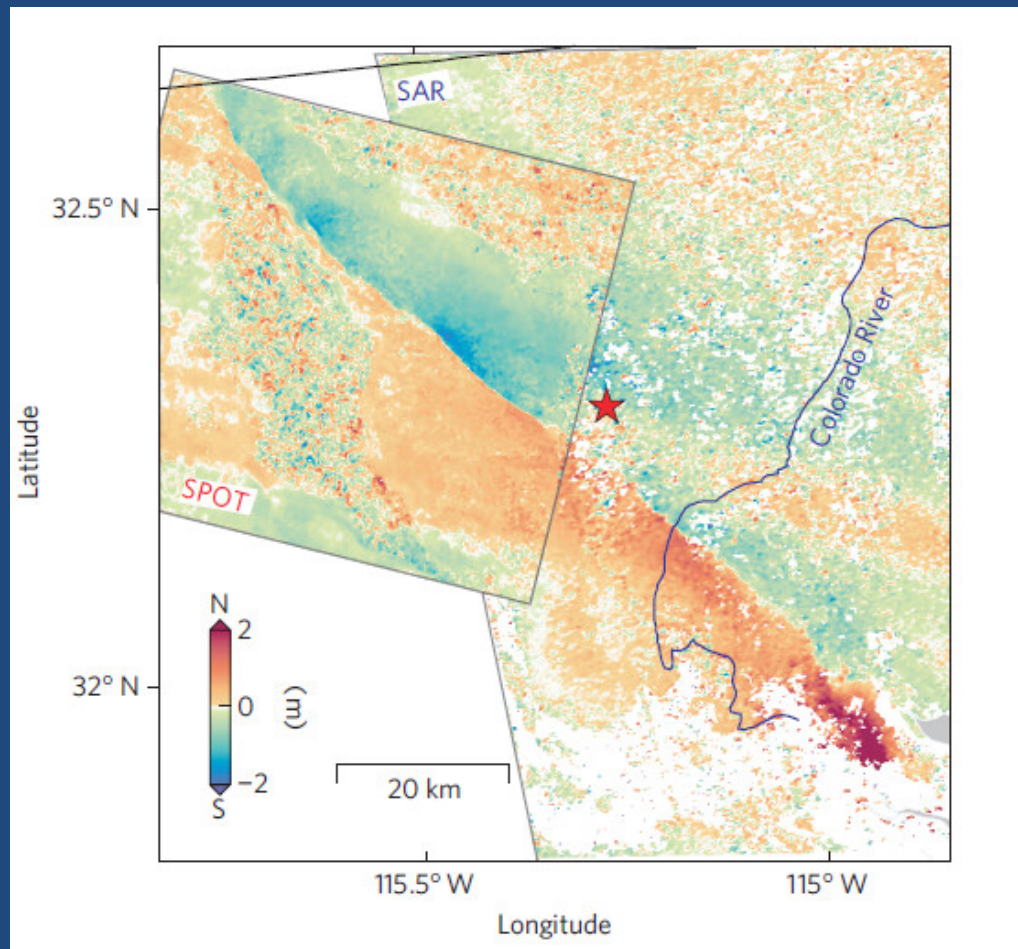 SAR
32.5° N
Colorado River
Latitude
SPOT
N
2
0
(m)
−2
S
32° N
20 km
115.5° W
115° W
Longitude